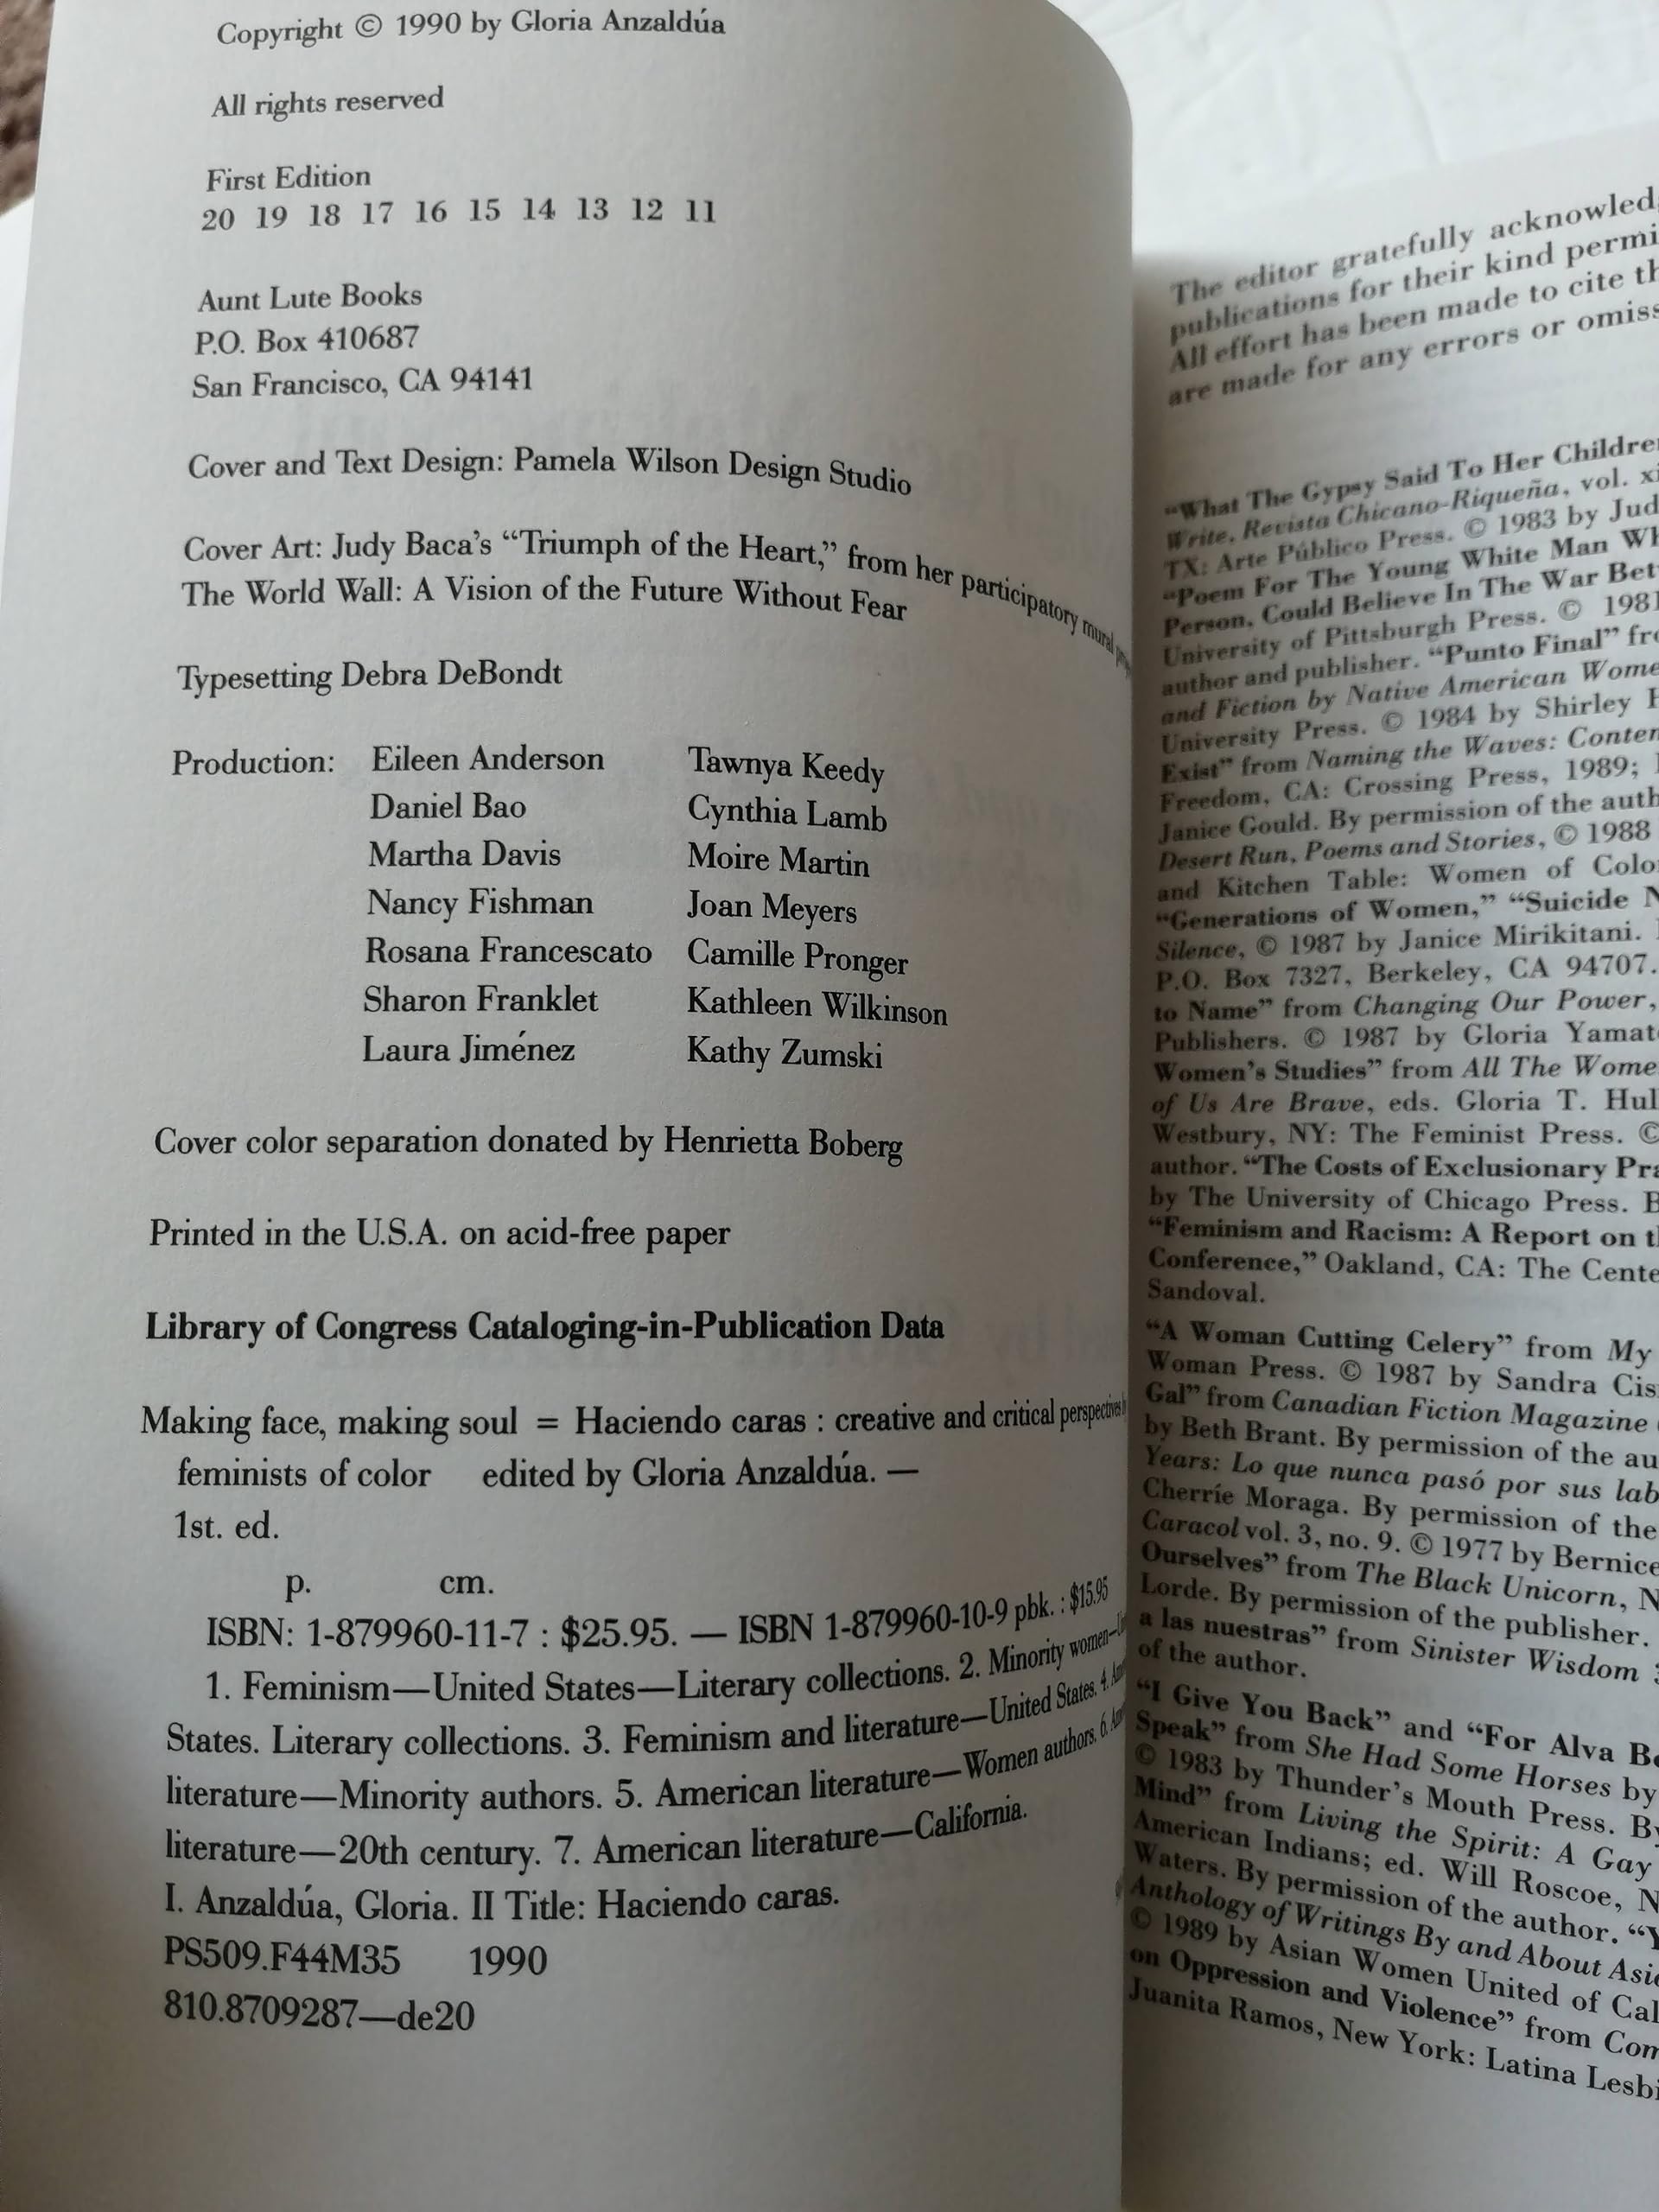 Copyright © 1990 by Gloria Anzaldúa
All rights reserved
First Edition
20 19 18 17 16 15 14 13 12 11
Aunt Lute Books
P.O. Box 410687
San Francisco, CA 94141
Cover and Text Design: Pamela Wilson Design Studio
Cover Art: Judy Baca's “Triumph of the Heart,” from her participatory mural
The World Wall: A Vision of the Future Without Fear
Typesetting Debra DeBondt
Production: Eileen Anderson Tawnya Keedy
Daniel Bao Cynthia Lamb
Martha Davis Moire Martin
Nancy Fishman Joan Meyers
Rosana Francescato Camille Pronger
Sharon Franklet Kathleen Wilkinson
Laura Jiménez Kathy Zumski
Cover color separation donated by Henrietta Boberg
Printed in the U.S.A. on acid-free paper
Library of Congress Cataloging-in-Publication Data
Making face, making soul = Haciendo caras : creative and critical perspectives
feminists of color edited by Gloria Anzaldúa. —
1st. ed.
p. cm.
ISBN: 1-879960-11-7 : $25.95. — ISBN 1-879960-10-9 pbk. : $15.95
1. Feminism—United States—Literary collections. 2. Minority women—
States. Literary collections. 3. Feminism and literature—United States. 4.
literature—Minority authors. 5. American literature—Women authors. 6.
literature—20th century. 7. American literature—California.
I. Anzaldúa, Gloria. II Title: Haciendo caras.
PS509.F44M35 1990
810.8709287—de20
The editor gratefully acknowled
publications for their kind permi
All effort has been made to cite th
are made for any errors or omiss
“What The Gypsy Said To Her Childre
Write, Revista Chicano-Riqueña, vol. xi
TX: Arte Público Press. © 1983 by Jud
“Poem For The Young White Man Wh
Person, Could Believe In The War Bet
University of Pittsburgh Press. © 1981
author and publisher. “Punto Final” fro
and Fiction by Native American Wome
University Press. © 1984 by Shirley
Exist” from Naming the Waves: Conten
Freedom, CA: Crossing Press, 1989;
Janice Gould. By permission of the auth
Desert Run, Poems and Stories, © 1988
and Kitchen Table: Women of Colo
“Generations of Women,” “Suicide N
Silence, © 1987 by Janice Mirikitani.
P.O. Box 7327, Berkeley, CA 94707.
to Name” from Changing Our Power,
Publishers. © 1987 by Gloria Yamat
Women's Studies” from All The Wome
of Us Are Brave, eds. Gloria T. Hul
Westbury, NY: The Feminist Press. ©
author. “The Costs of Exclusionary Pra
by The University of Chicago Press. B
“Feminism and Racism: A Report on t
Conference,” Oakland, CA: The Cente
Sandoval.
“A Woman Cutting Celery” from My
Woman Press. © 1987 by Sandra Cis
Gal” from Canadian Fiction Magazine
by Beth Brant. By permission of the au
Years: Lo que nunca pasó por sus lab
Cherríe Moraga. By permission of the
Caracol vol. 3, no. 9. © 1977 by Bernice
Ourselves” from The Black Unicorn, N
Lorde. By permission of the publisher.
a las nuestras” from Sinister Wisdom
of the author.
“I Give You Back” and “For Alva Be
Speak” from She Had Some Horses by
© 1983 by Thunder's Mouth Press. By
Mind” from Living the Spirit: A Gay
American Indians; ed. Will Roscoe, N
Waters. By permission of the author. “Y
Anthology of Writings By and About Asi
© 1989 by Asian Women United of Cal
on Oppression and Violence” from Com
Juanita Ramos, New York: Latina Lesbi